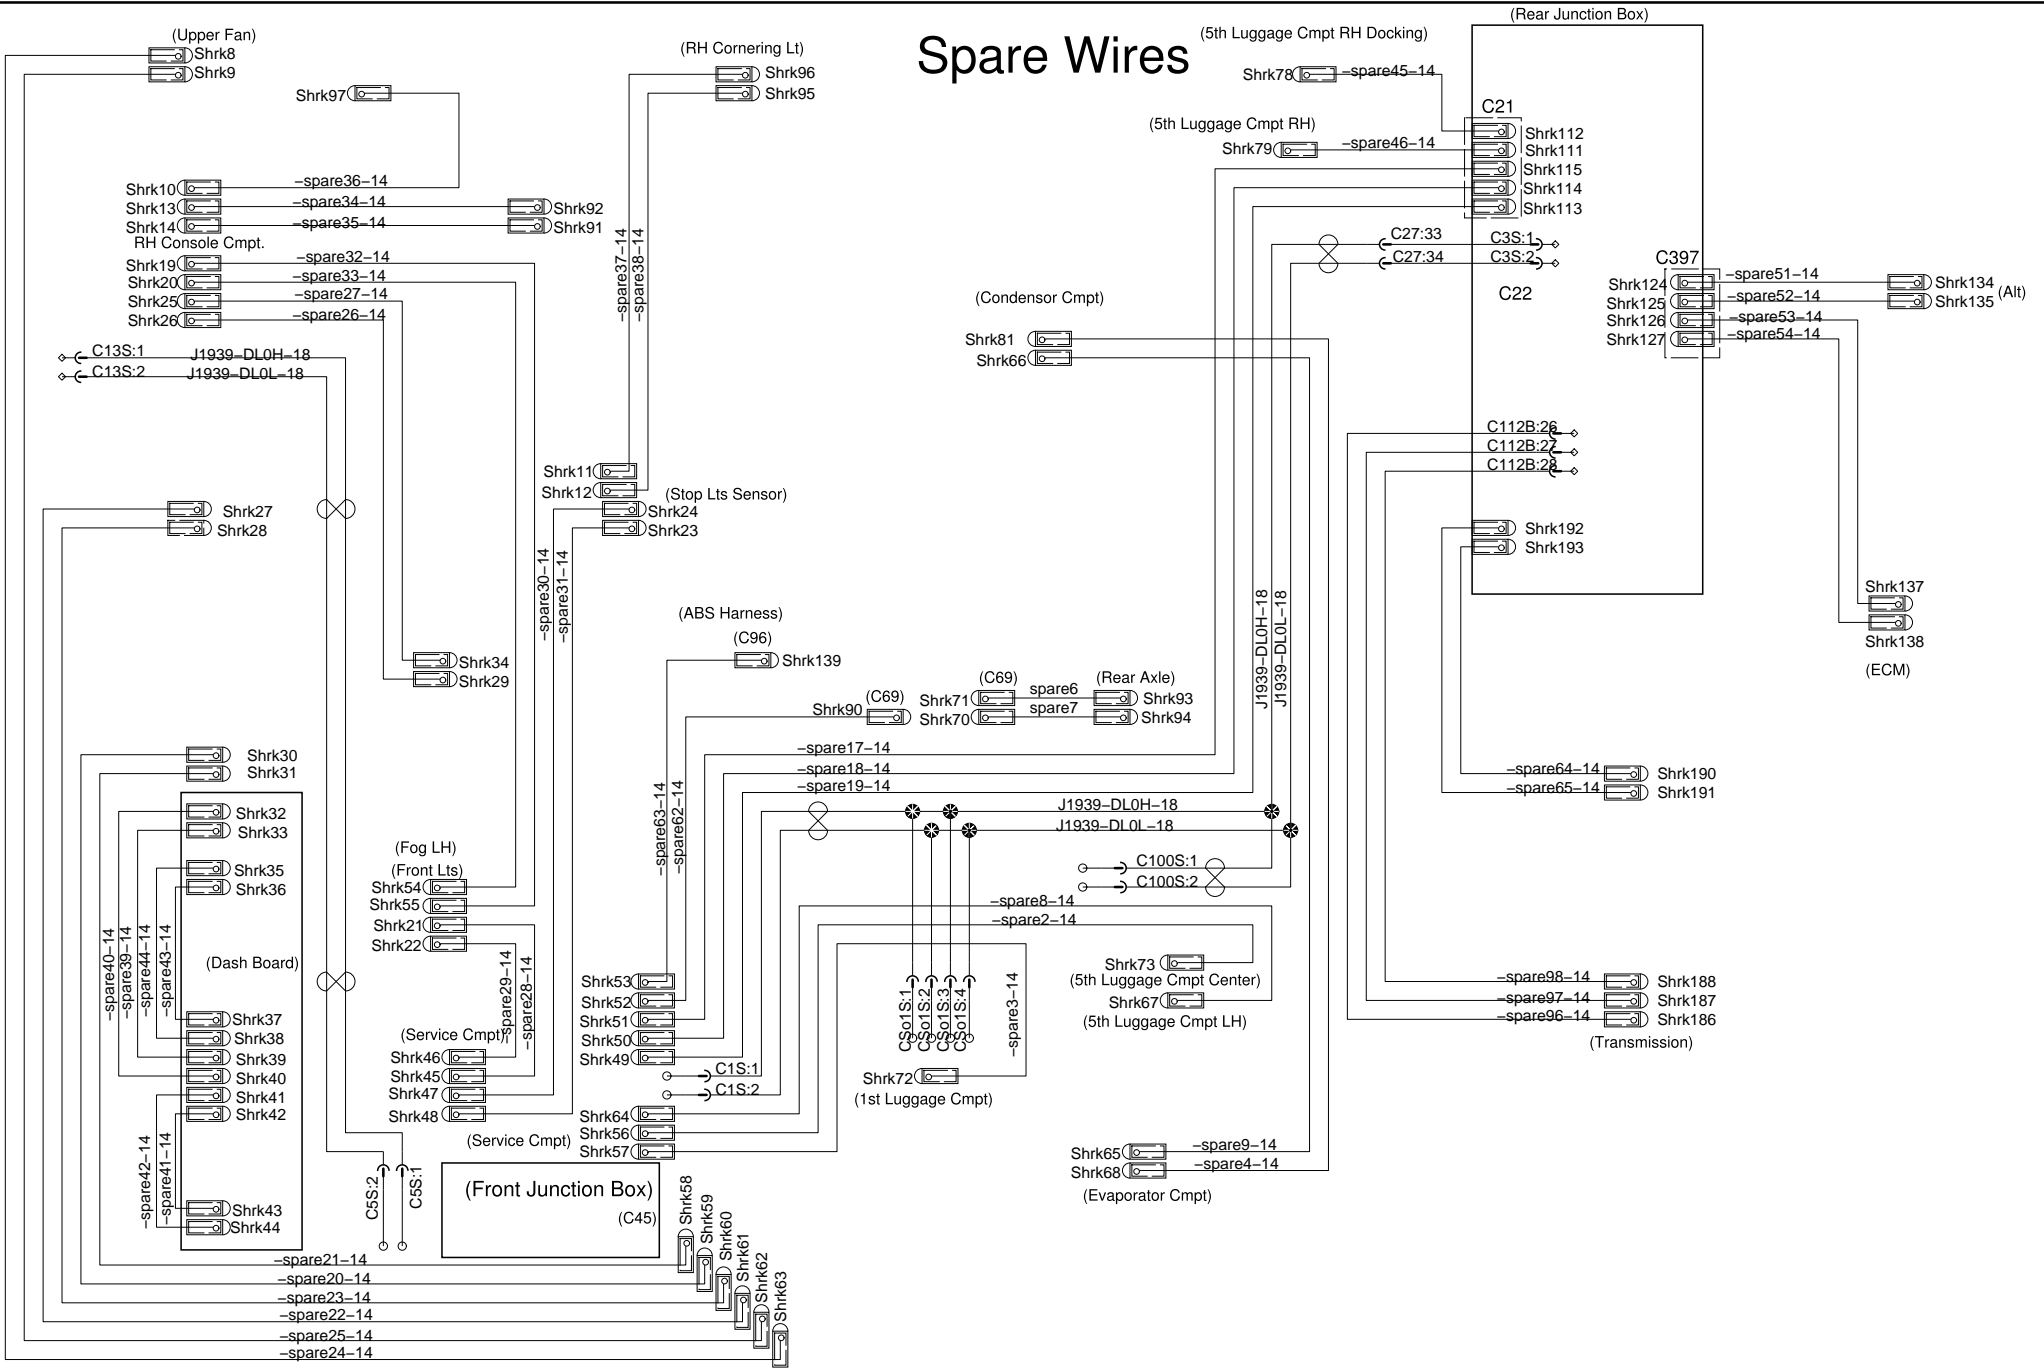 Spare Wires
(Upper Fan)
Shrk8
Shrk9
Shrk97
Shrk10
−spare36−14
Shrk13
−spare34−14
Shrk92
Shrk14
−spare35−14
Shrk91
RH Console Cmpt.
Shrk19
−spare32−14
Shrk20
−spare33−14
Shrk25
−spare27−14
Shrk26
−spare26−14
C13S:1
J1939−DL0H−18
C13S:2
J1939−DL0L−18
(RH Cornering Lt)
Shrk96
Shrk95
−spare37−14
−spare38−14
Shrk11
Shrk12
(Stop Lts Sensor)
Shrk24
Shrk23
−spare30−14
−spare31−14
Shrk27
Shrk28
Shrk34
Shrk29
Shrk30
Shrk31
Shrk32
Shrk33
Shrk35
Shrk36
(Dash Board)
−spare40−14
−spare39−14
−spare44−14
−spare43−14
Shrk37
Shrk38
Shrk39
Shrk40
Shrk41
Shrk42
−spare42−14
−spare41−14
Shrk43
Shrk44
(Fog LH)
(Front Lts)
Shrk54
Shrk55
Shrk21
Shrk22
−spare29−14
−spare28−14
(Service Cmpt)
Shrk46
Shrk45
Shrk47
Shrk48
(Service Cmpt)
C5S:2
C5S:1
(Front Junction Box)
(C45)
Shrk58
Shrk59
Shrk60
Shrk61
Shrk62
Shrk63
−spare21−14
−spare20−14
−spare23−14
−spare22−14
−spare25−14
−spare24−14
(ABS Harness)
(C96)
Shrk139
(C69)
Shrk90
(C69)
(Rear Axle)
Shrk71
spare6
Shrk93
Shrk70
spare7
Shrk94
−spare63−14
−spare62−14
−spare17−14
−spare18−14
−spare19−14
J1939−DL0H−18
J1939−DL0L−18
C100S:1
C100S:2
−spare8−14
−spare2−14
Shrk53
Shrk52
Shrk51
Shrk50
Shrk49
C1S:1
C1S:2
Shrk64
Shrk56
Shrk57
CSo1S:1
CSo1S:2
CSo1S:3
CSo1S:4
−spare3−14
Shrk72
(1st Luggage Cmpt)
Shrk73
(5th Luggage Cmpt Center)
Shrk67
(5th Luggage Cmpt LH)
Shrk65
−spare9−14
Shrk68
−spare4−14
(Evaporator Cmpt)
(Condensor Cmpt)
Shrk81
Shrk66
J1939−DL0H−18
J1939−DL0L−18
(5th Luggage Cmpt RH Docking)
Shrk78
−spare45−14
(5th Luggage Cmpt RH)
Shrk79
−spare46−14
(Rear Junction Box)
C21
Shrk112
Shrk111
Shrk115
Shrk114
Shrk113
C27:33
C3S:1
C27:34
C3S:2
C22
C397
Shrk124
−spare51−14
Shrk134
Shrk125
−spare52−14
Shrk135
(Alt)
Shrk126
−spare53−14
Shrk127
−spare54−14
C112B:26
C112B:27
C112B:28
Shrk192
Shrk193
Shrk137
Shrk138
(ECM)
−spare64−14
Shrk190
−spare65−14
Shrk191
−spare98−14
Shrk188
−spare97−14
Shrk187
−spare96−14
Shrk186
(Transmission)